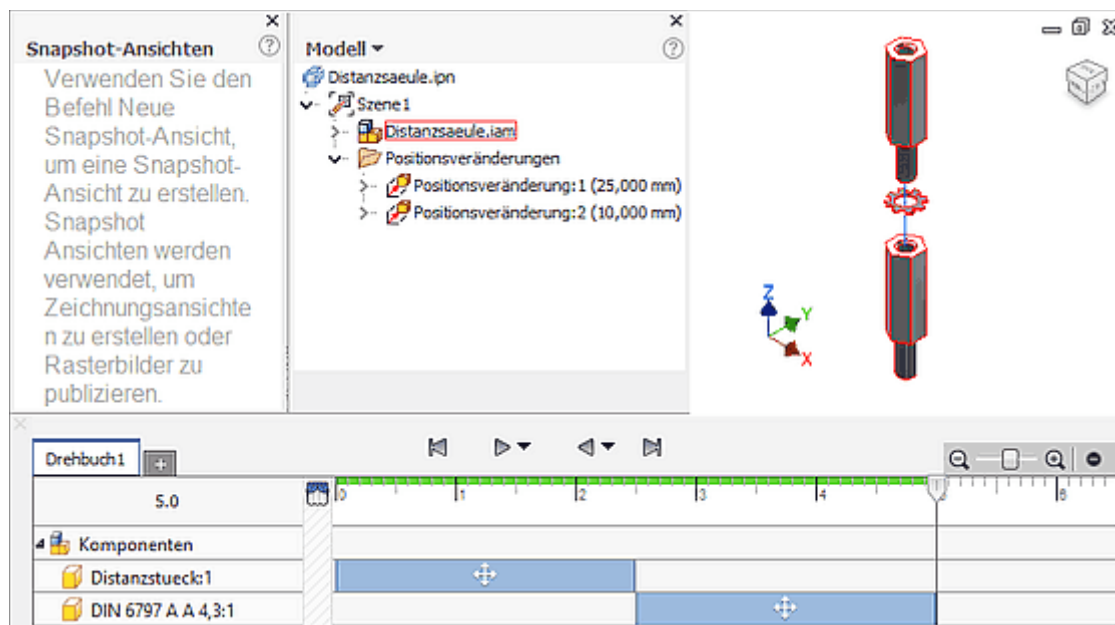 Snapshot-Ansichten
Verwenden Sie den
Befehl Neue
Snapshot-Ansicht,
um eine Snapshot-
Ansicht zu erstellen.
Snapshot
Ansichten werden
verwendet, um
Zeichnungsansichte
n zu erstellen oder
Rasterbilder zu
publizieren.
Modell
Distanzsaeule.ipn
Szene1
Distanzsaeule.iam
Positionsveränderungen
Positionsveränderung:1 (25,000 mm)
Positionsveränderung:2 (10,000 mm)
Z
Y
X
Drehbuch1
5.0
0 1 2 3 4 6
Komponenten
Distanzstueck:1
DIN 6797 A A 4,3:1